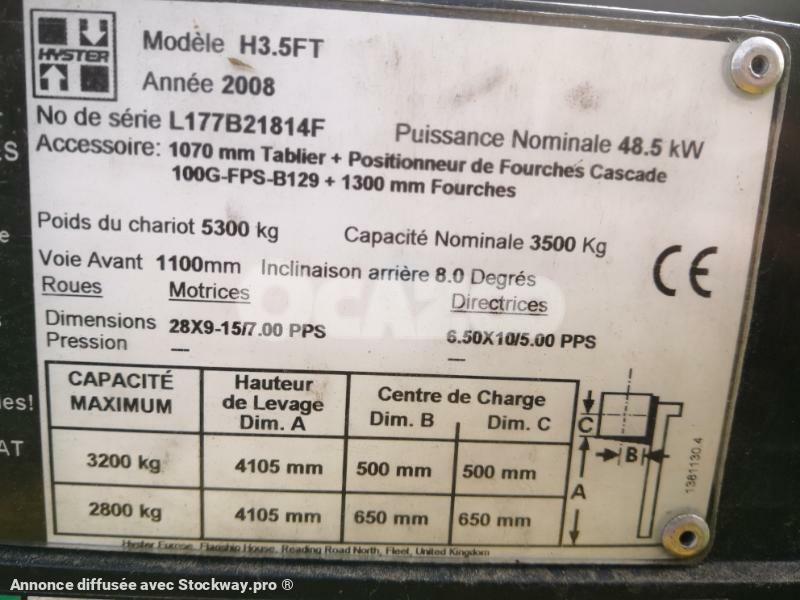 HYSTER
Modèle H3.5FT
Année 2008
No de série L177B21814F
Puissance Nominale 48.5 kW
Accessoire: 1070 mm Tablier + Positionneur de Fourches Cascade
100G-FPS-B129 + 1300 mm Fourches
Poids du chariot 5300 kg
Capacité Nominale 3500 Kg
Voie Avant 1100mm Inclinaison arrière 8.0 Degrés
Roues Motrices Directrices
Dimensions 28X9-15/7.00 PPS 6.50X10/5.00 PPS
Pression --- ---
CAPACITÉ MAXIMUM
Hauteur de Levage Dim. A
Centre de Charge
Dim. B Dim. C
3200 kg 4105 mm 500 mm 500 mm
2800 kg 4105 mm 650 mm 650 mm
C
B
A
1381130.4
CE
Hyster Europe, Flagship House, Reading Road North, Fleet, United Kingdom
S
e
es!
AT
OCAZOO
Annonce diffusée avec Stockway.pro ®